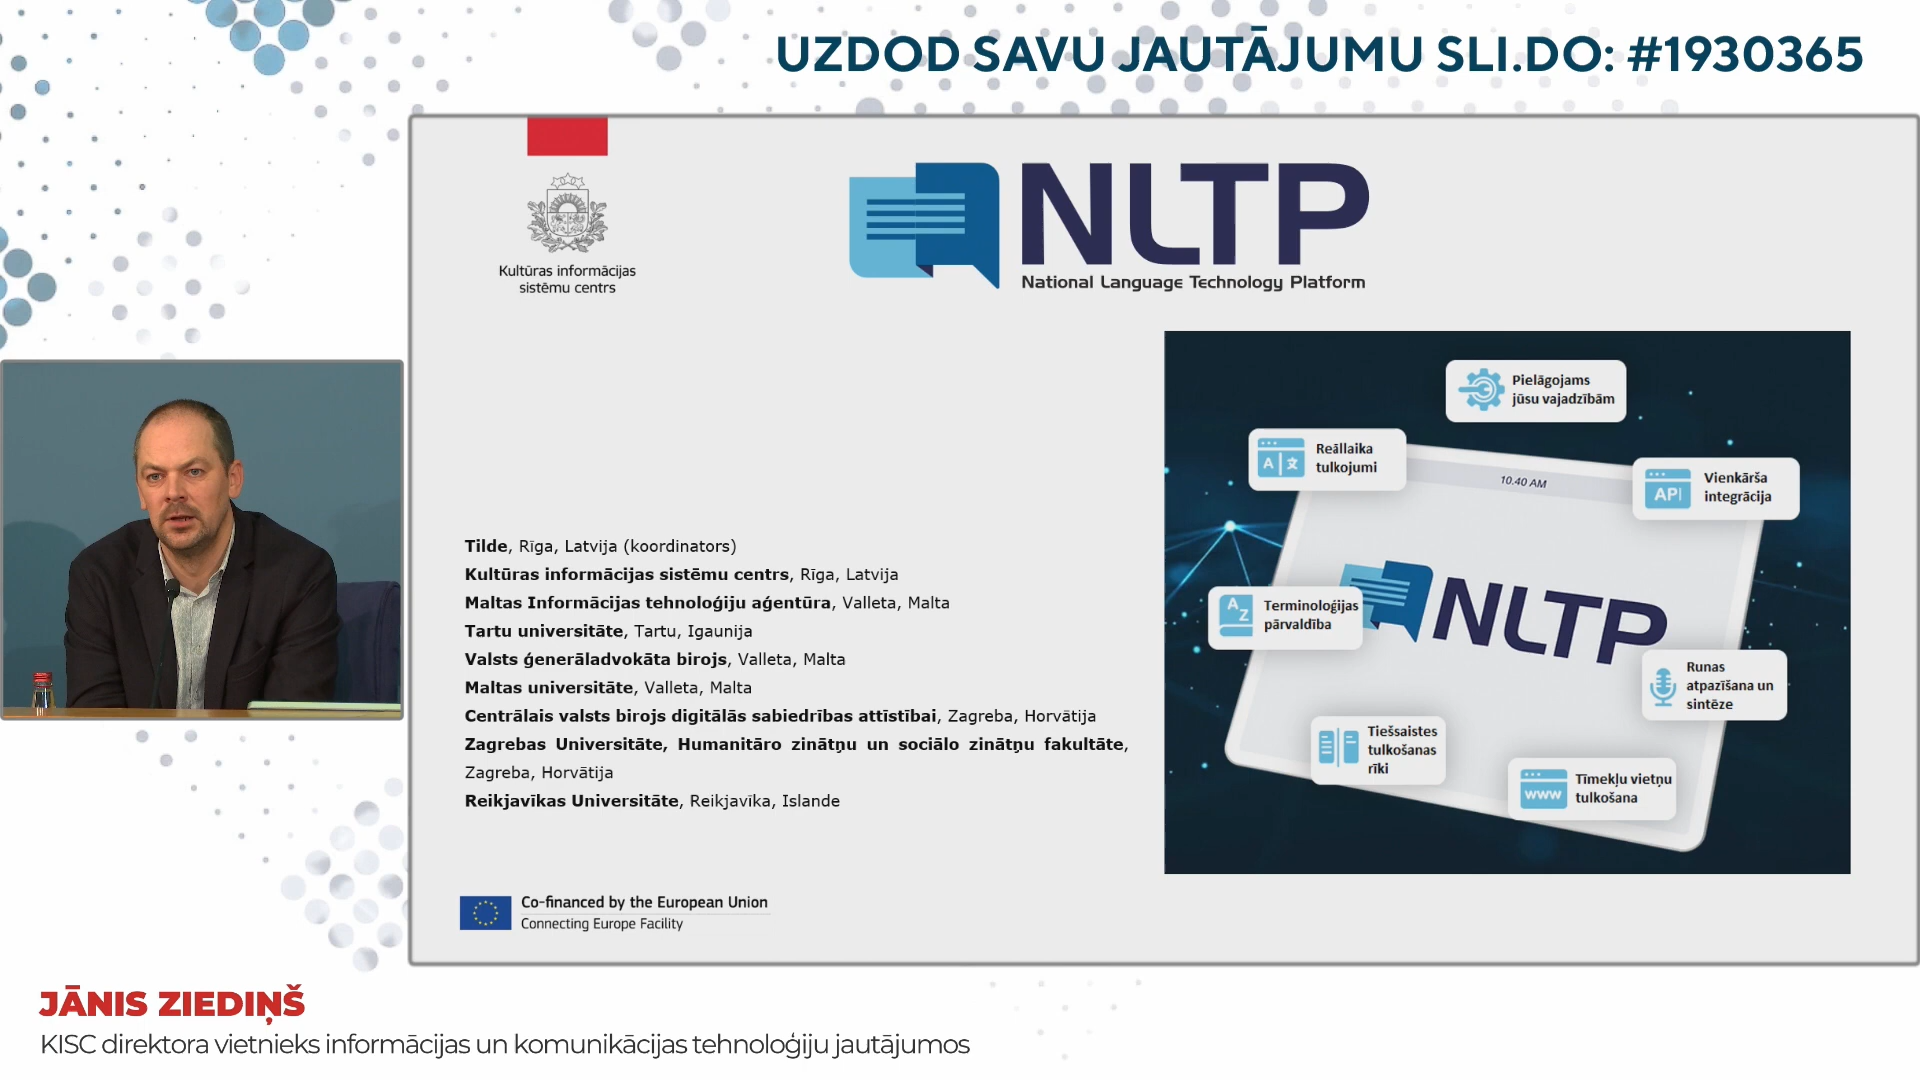 UZDOD SAVU JAUTĀJUMU SLI.DO: #1930365
Kultūras informācijas
sistēmu centrs
NLTP
National Language Technology Platform
Tilde, Rīga, Latvija (koordinators)
Kultūras informācijas sistēmu centrs, Rīga, Latvija
Maltas Informācijas tehnoloģiju aģentūra, Valleta, Malta
Tartu universitāte, Tartu, Igaunija
Valsts ģenerāladvokāta birojs, Valleta, Malta
Maltas universitāte, Valleta, Malta
Centrālais valsts birojs digitālās sabiedrības attīstībai, Zagreba, Horvātija
Zagrebas Universitāte, Humanitāro zinātņu un sociālo zinātņu fakultāte,
Zagreba, Horvātija
Reikjavīkas Universitāte, Reikjavīka, Islande
Co-financed by the European Union
Connecting Europe Facility
Pielāgojams
jūsu vajadzībām
A
Reāllaika
tulkojumi
10.40 AM
API
Vienkārša
integrācija
A
Z
Terminoloģijas
pārvaldība
NLTP
Runas
atpazīšana un
sintēze
Tiešsaistes
tulkošanas
rīki
www
Tīmekļu vietņu
tulkošana
JĀNIS ZIEDIŅŠ
KISC direktora vietnieks informācijas un komunikācijas tehnoloģiju jautājumos